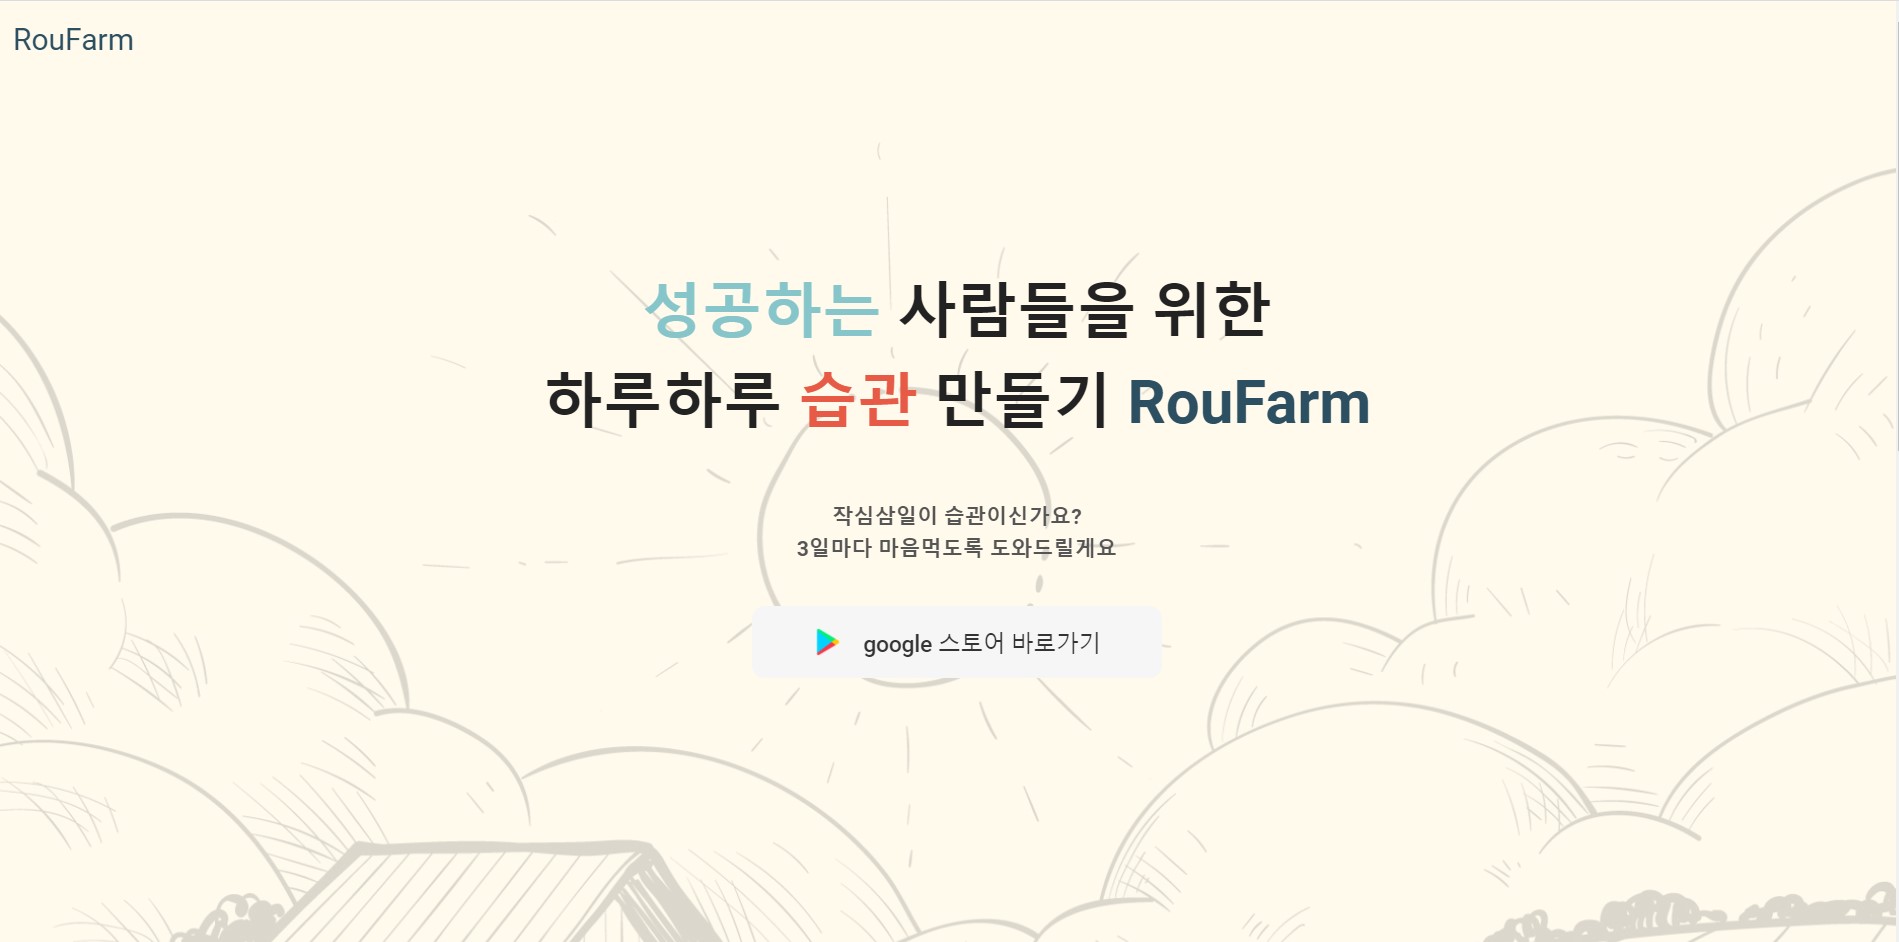 RouFarm
성공하는 사람들을 위한
하루하루 습관 만들기 RouFarm
작심삼일이 습관이신가요?
3일마다 마음먹도록 도와드릴게요
google 스토어 바로가기